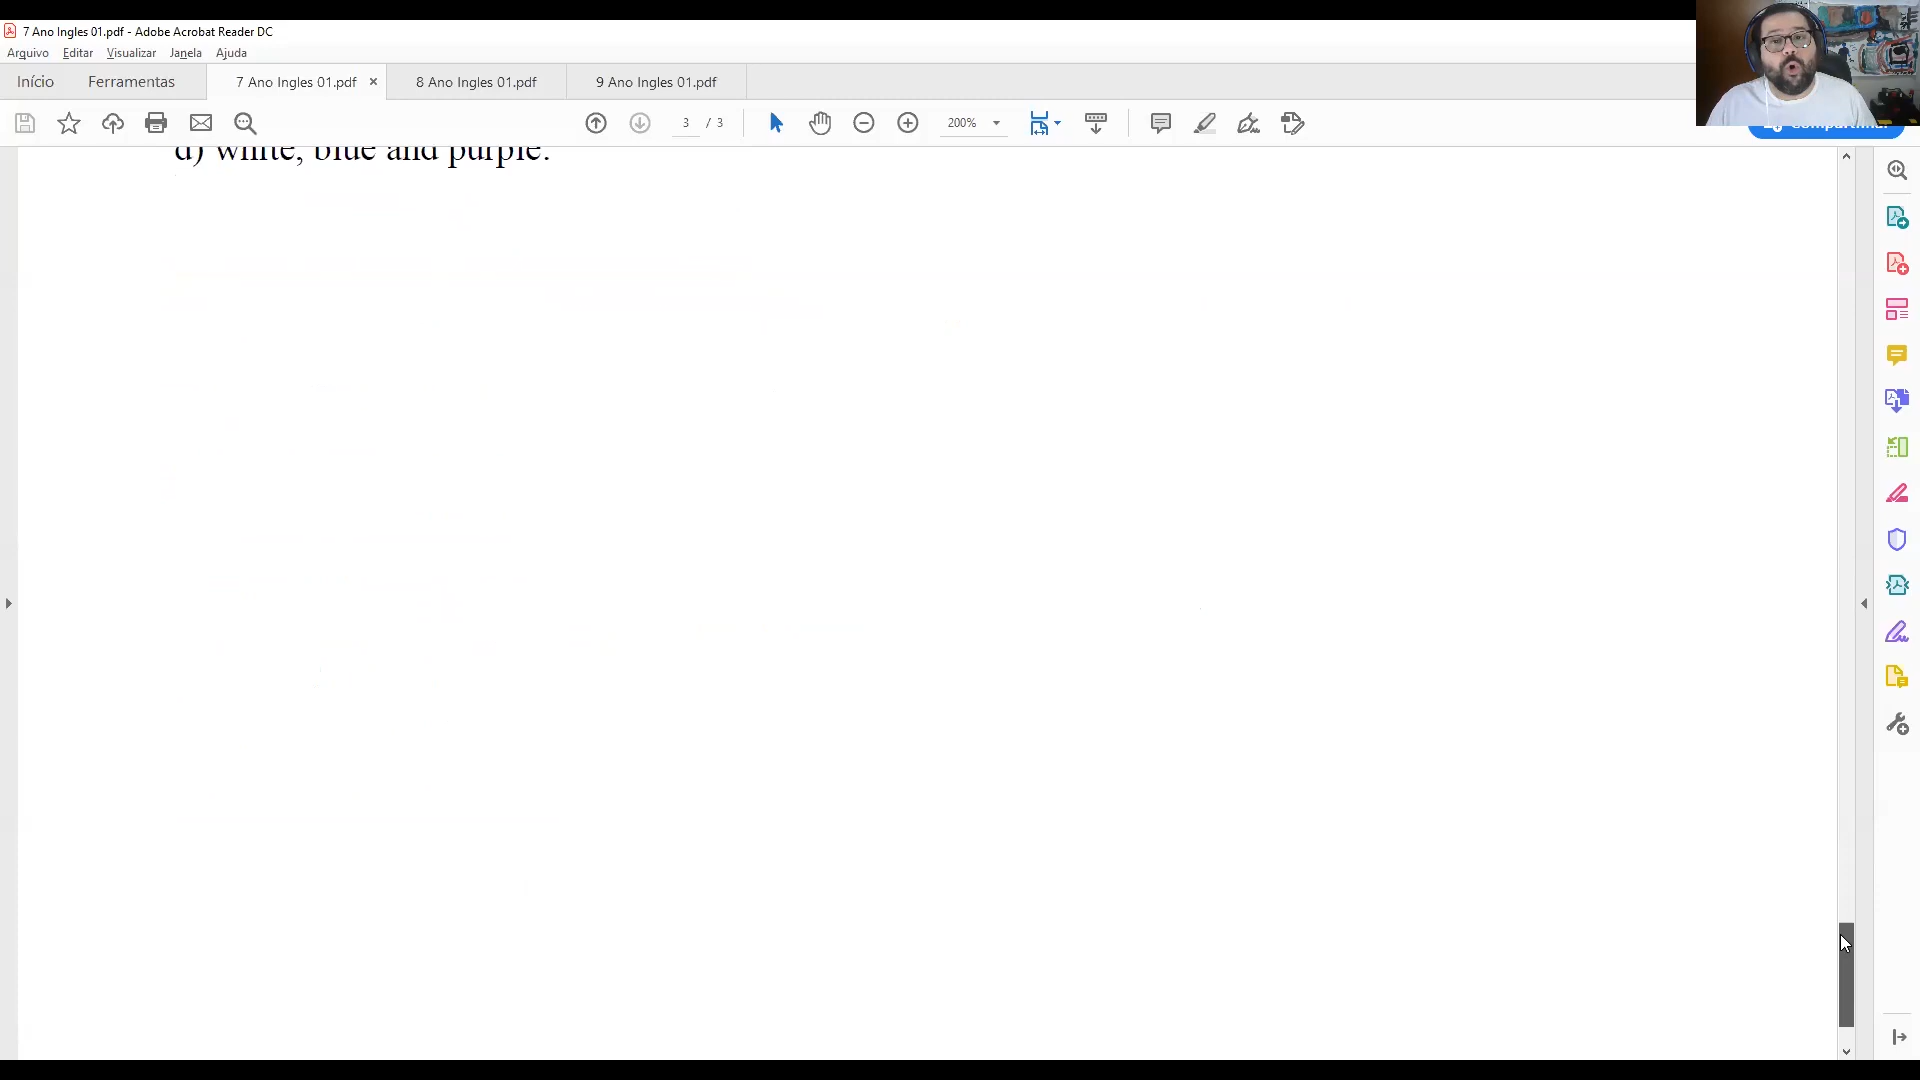 7 Ano Ingles 01.pdf - Adobe Acrobat Reader DC
Arquivo Editar Visualizar Janela Ajuda
Início Ferramentas 7 Ano Ingles 01.pdf × 8 Ano Ingles 01.pdf 9 Ano Ingles 01.pdf
3 / 3 200%
d) white, blue and purple.